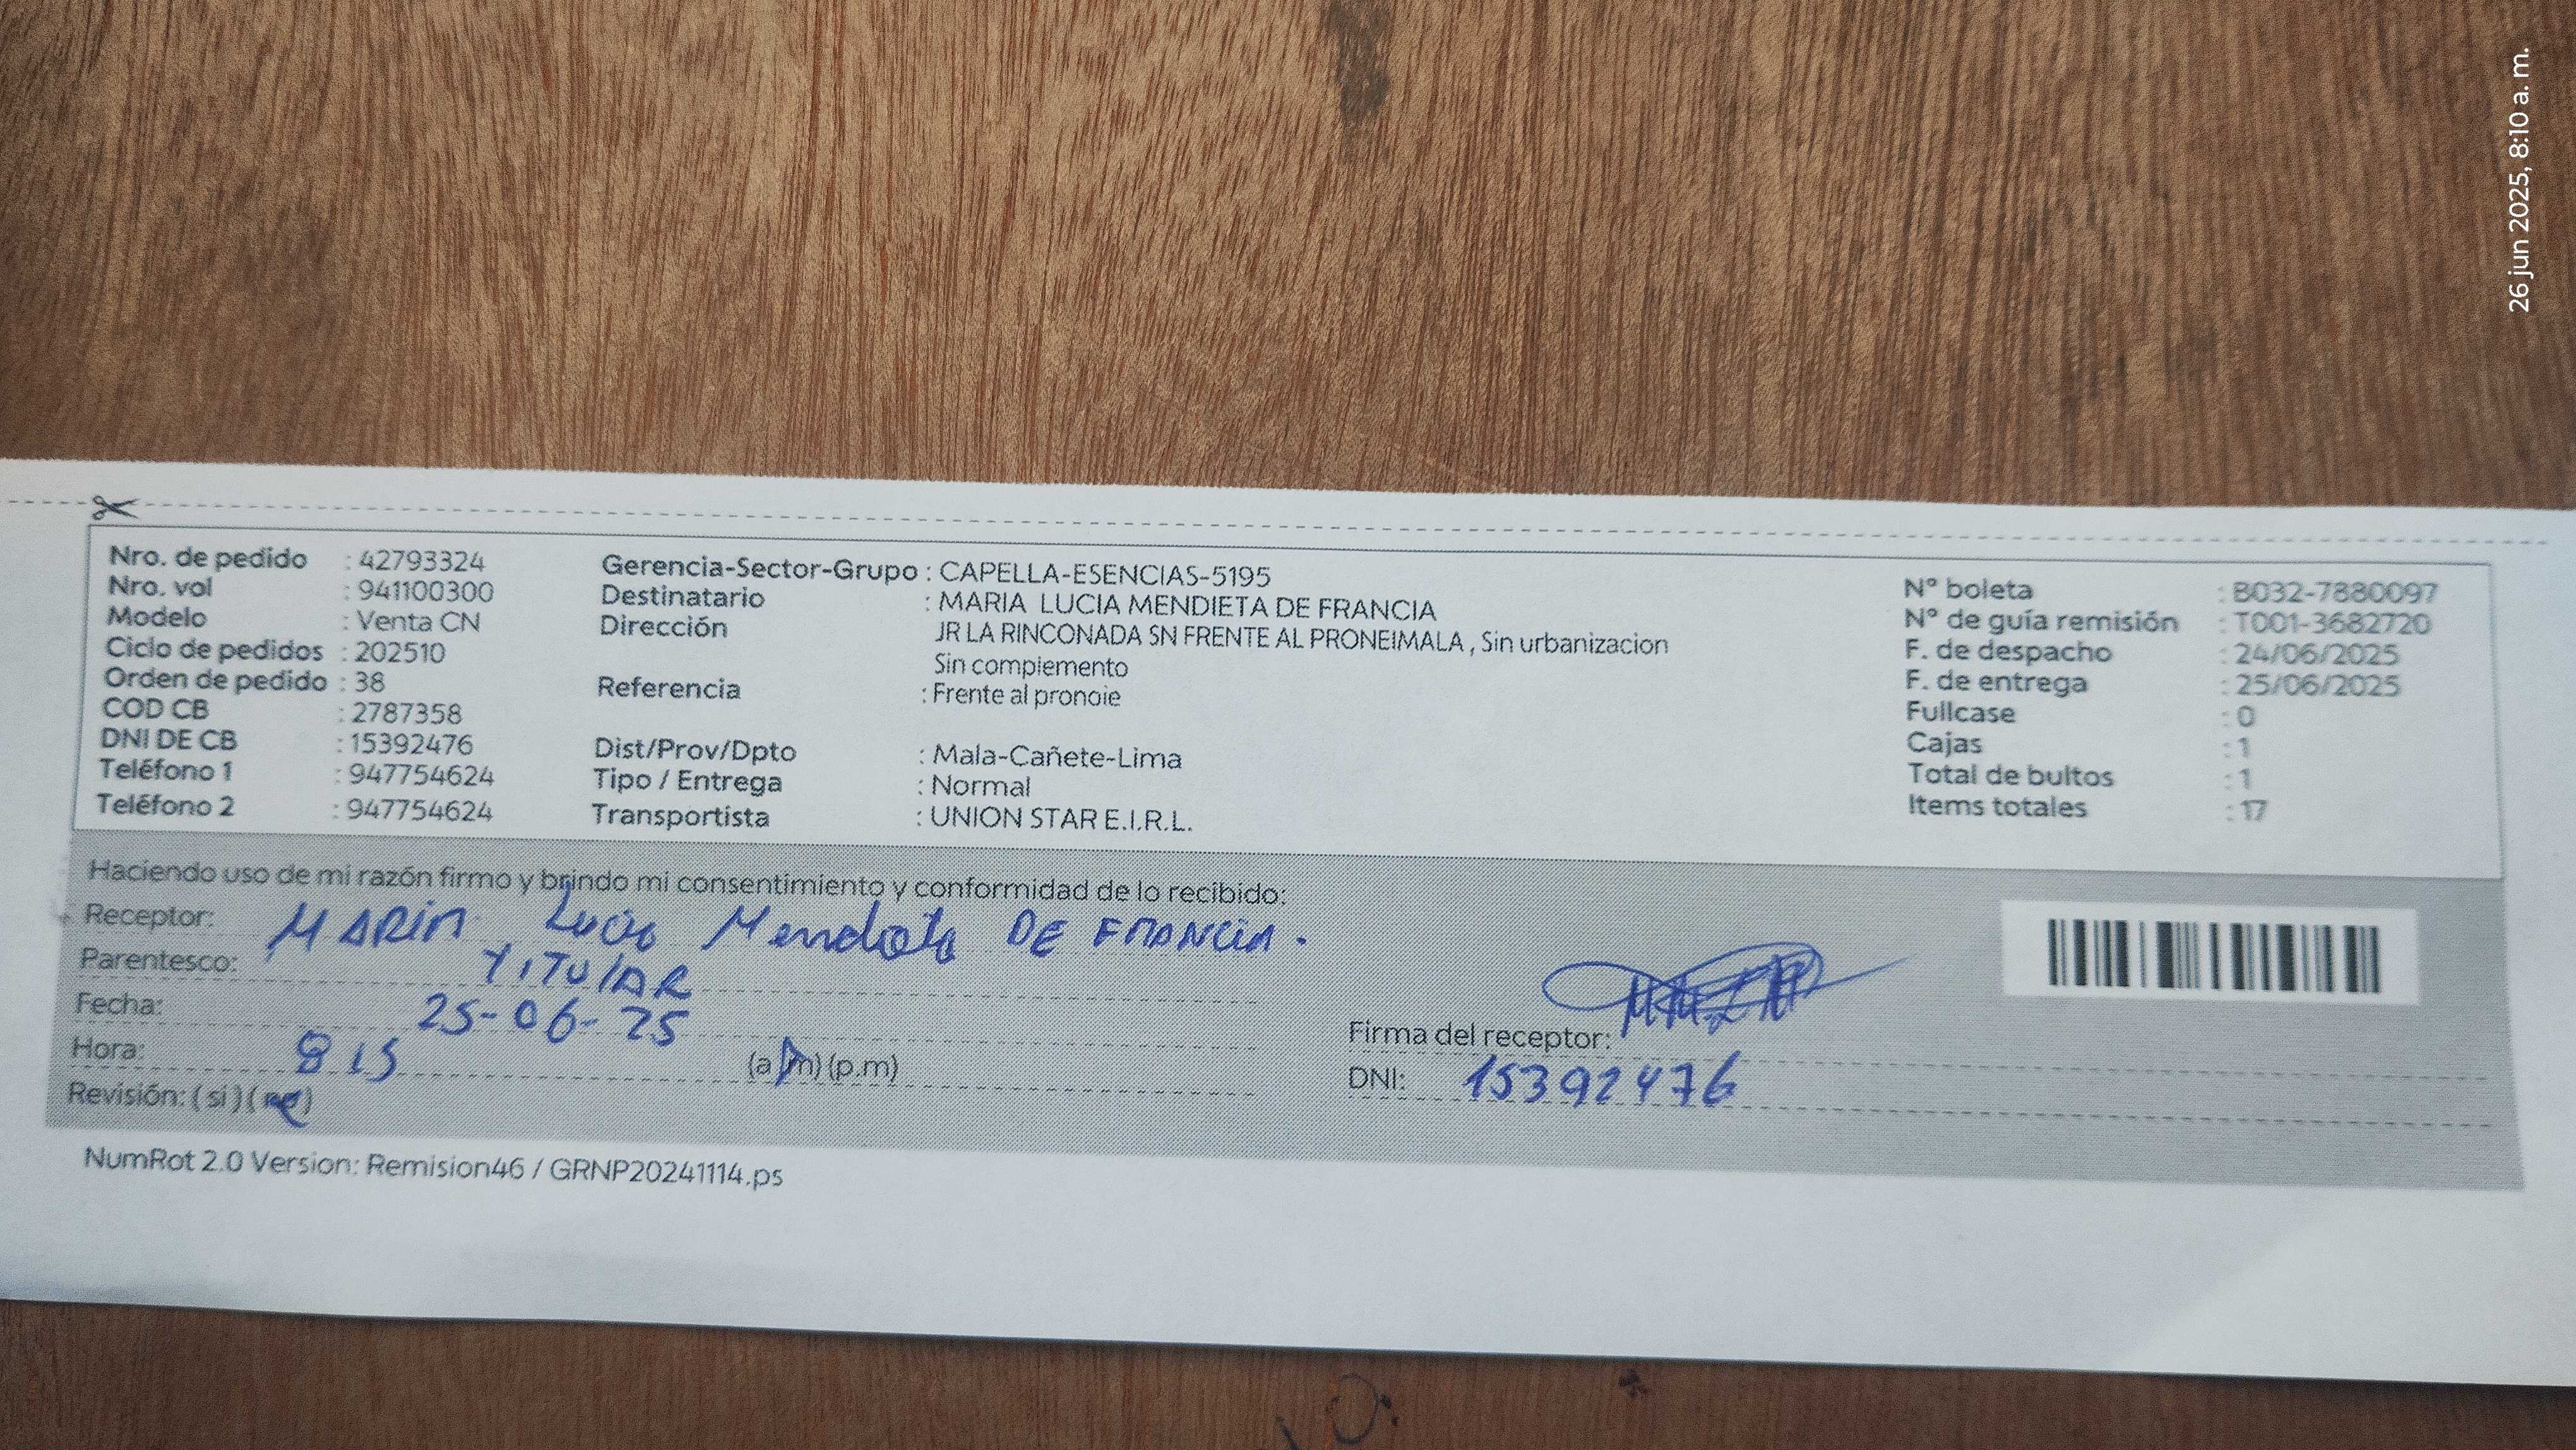 26 jun 2025, 8:10 a. m.
Nro. de pedido : 42793324
Nro. vol : 941100300
Modelo : Venta CN
Ciclo de pedidos : 202510
Orden de pedido : 38
COD CB : 2787358
DNI DE CB : 15392476
Teléfono 1 : 947754624
Teléfono 2 : 947754624
Gerencia-Sector-Grupo : CAPELLA-ESENCIAS-5195
Destinatario : MARIA LUCIA MENDIETA DE FRANCIA
Dirección JR LA RINCONADA SN FRENTE AL PRONEIMALA , Sin urbanizacion
Sin complemento
Referencia : Frente al pronoie
Dist/Prov/Dpto : Mala-Cañete-Lima
Tipo / Entrega : Normal
Transportista : UNION STAR E.I.R.L.
N° boleta : B032-7880097
N° de guía remisión : T001-3682720
F. de despacho : 24/06/2025
F. de entrega : 25/06/2025
Fullcase : 0
Cajas : 1
Total de bultos : 1
Items totales : 17
Haciendo uso de mi razón firmo y brindo mi consentimiento y conformidad de lo recibido:
Receptor: MARIA Lucia Mendieta DE FRANCIA.
Parentesco: TITULAR
Fecha: 25-06-25
Hora: 8 15 (a.m) (p.m)
Revisión: ( si ) ( no )
Firma del receptor:
DNI: 15392476
NumRot 2.0 Version: Remision46 / GRNP20241114.ps